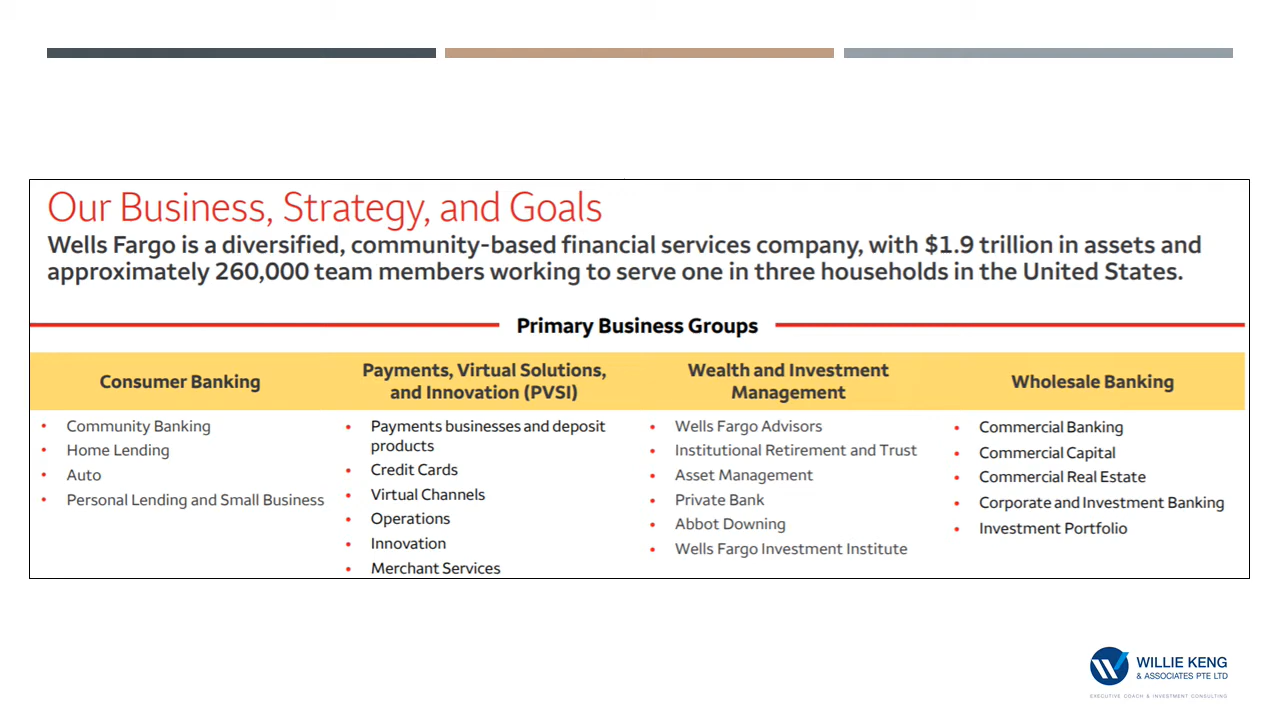 Our Business, Strategy, and Goals
Wells Fargo is a diversified, community-based financial services company, with $1.9 trillion in assets and
approximately 260,000 team members working to serve one in three households in the United States.
Primary Business Groups
Consumer Banking
• Community Banking
• Home Lending
• Auto
• Personal Lending and Small Business
Payments, Virtual Solutions,
and Innovation (PVSI)
• Payments businesses and deposit
products
• Credit Cards
• Virtual Channels
• Operations
• Innovation
• Merchant Services
Wealth and Investment
Management
• Wells Fargo Advisors
• Institutional Retirement and Trust
• Asset Management
• Private Bank
• Abbot Downing
• Wells Fargo Investment Institute
Wholesale Banking
• Commercial Banking
• Commercial Capital
• Commercial Real Estate
• Corporate and Investment Banking
• Investment Portfolio
WILLIE KENG
& ASSOCIATES PTE LTD
EXECUTIVE COACH & INVESTMENT CONSULTING